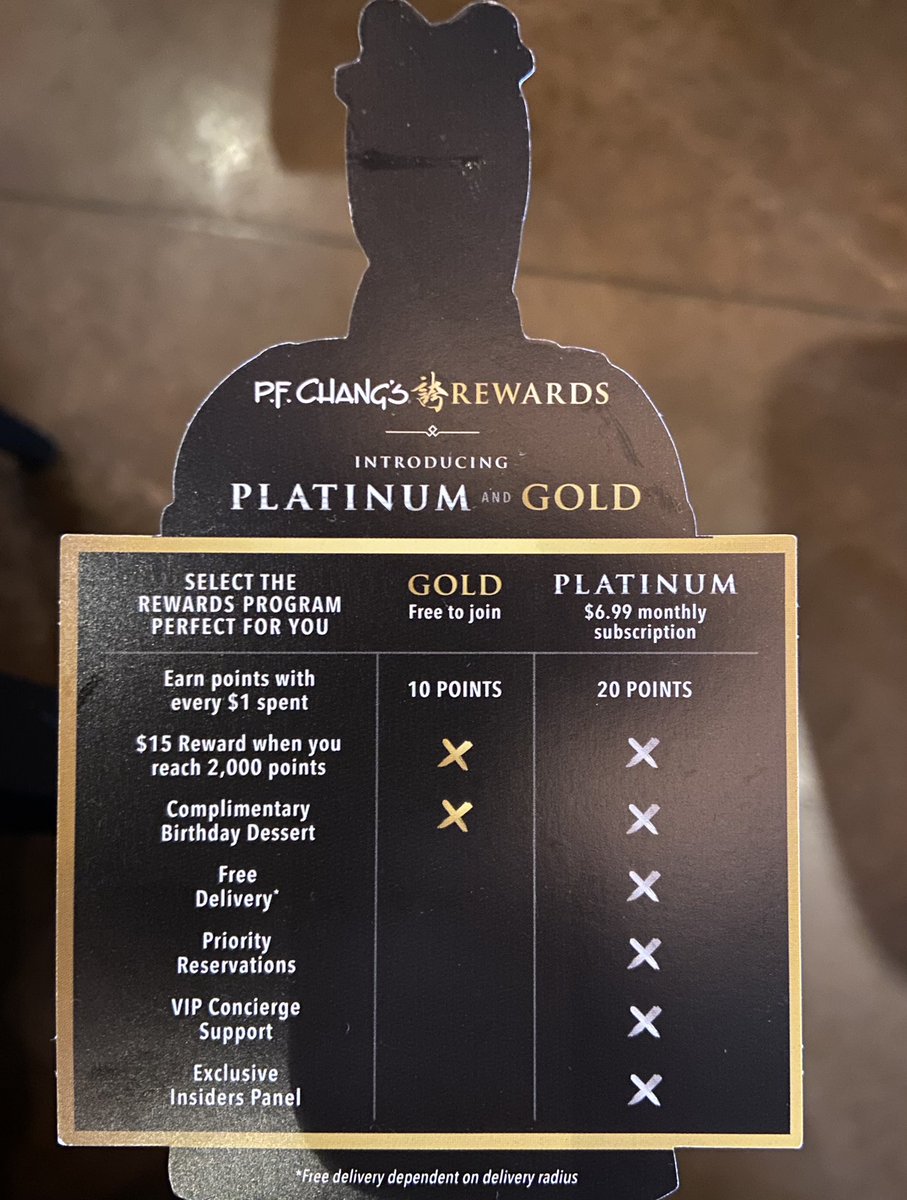 P.F. CHANG'S REWARDS
INTRODUCING
PLATINUM AND GOLD
SELECT THE
REWARDS PROGRAM
PERFECT FOR YOU
GOLD
Free to join
PLATINUM
$6.99 monthly
subscription
Earn points with
every $1 spent
10 POINTS
20 POINTS
$15 Reward when you
reach 2,000 points
X
X
Complimentary
Birthday Dessert
X
X
Free
Delivery*
X
Priority
Reservations
X
VIP Concierge
Support
X
Exclusive
Insiders Panel
X
*Free delivery dependent on delivery radius